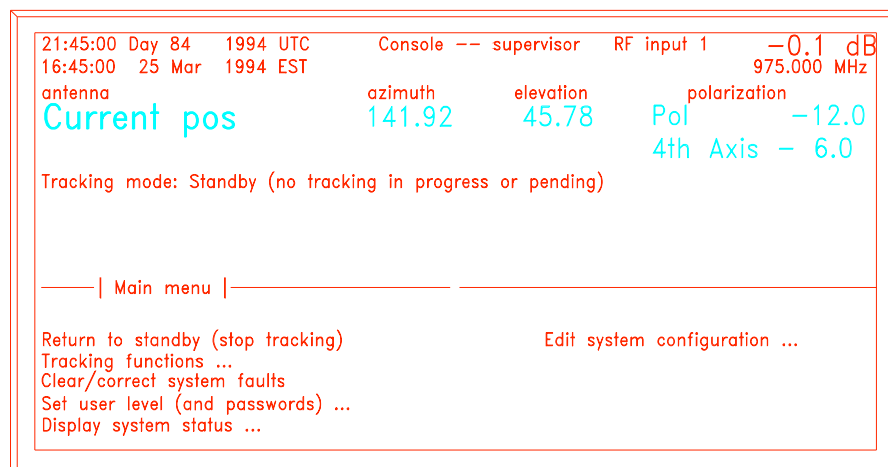 21:45:00 Day 84 1994 UTC Console -- supervisor RF input 1 -0.1 dB
16:45:00 25 Mar 1994 EST 975.000 MHz
antenna azimuth elevation polarization
Current pos 141.92 45.78 Pol -12.0
4th Axis - 6.0
Tracking mode: Standby (no tracking in progress or pending)
| Main menu |
Return to standby (stop tracking) Edit system configuration ...
Tracking functions ...
Clear/correct system faults
Set user level (and passwords) ...
Display system status ...